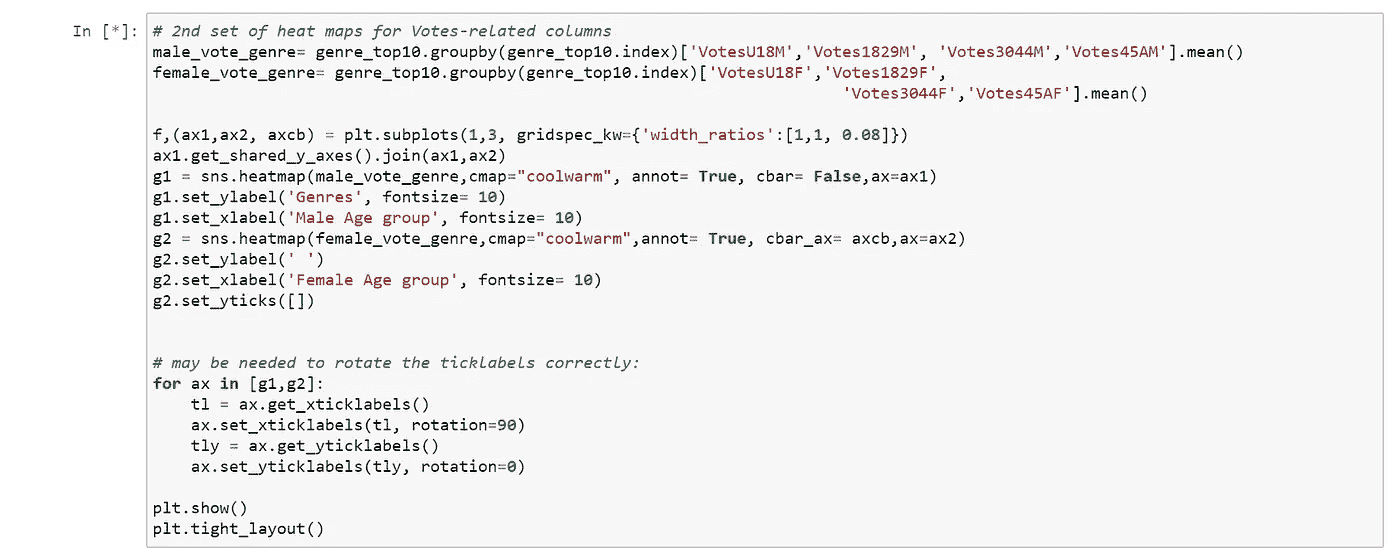 In [*]: # 2nd set of heat maps for Votes-related columns
male_vote_genre= genre_top10.groupby(genre_top10.index)['VotesU18M','Votes1829M', 'Votes3044M','Votes45AM'].mean()
female_vote_genre= genre_top10.groupby(genre_top10.index)['VotesU18F','Votes1829F',
'Votes3044F','Votes45AF'].mean()
f,(ax1,ax2, axcb) = plt.subplots(1,3, gridspec_kw={'width_ratios':[1,1, 0.08]})
ax1.get_shared_y_axes().join(ax1,ax2)
g1 = sns.heatmap(male_vote_genre,cmap="coolwarm", annot= True, cbar= False,ax=ax1)
g1.set_ylabel('Genres', fontsize= 10)
g1.set_xlabel('Male Age group', fontsize= 10)
g2 = sns.heatmap(female_vote_genre,cmap="coolwarm",annot= True, cbar_ax= axcb,ax=ax2)
g2.set_ylabel(' ')
g2.set_xlabel('Female Age group', fontsize= 10)
g2.set_yticks([])
# may be needed to rotate the ticklabels correctly:
for ax in [g1,g2]:
    tl = ax.get_xticklabels()
    ax.set_xticklabels(tl, rotation=90)
    tly = ax.get_yticklabels()
    ax.set_yticklabels(tly, rotation=0)
plt.show()
plt.tight_layout()